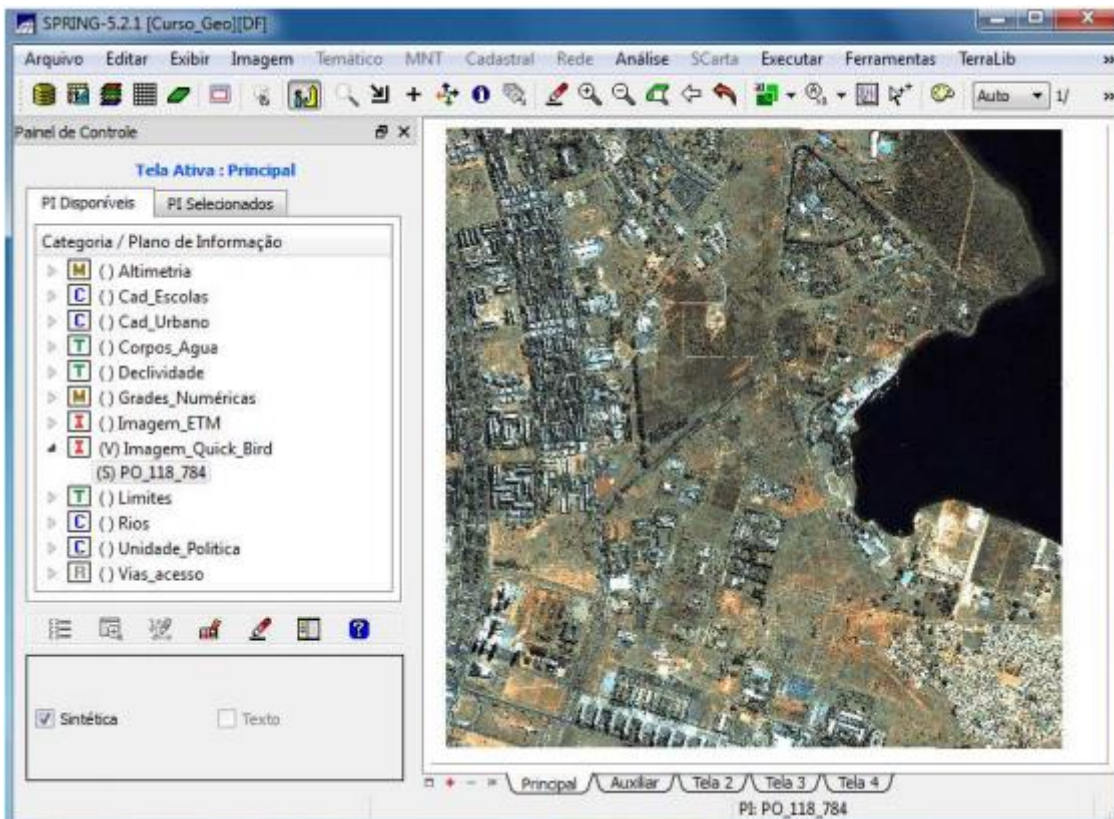 SPRING-5.2.1 [Curso_Geo][DF]
Arquivo Editar Exibir Imagem Temático MNT Cadastral Rede Análise SCarta Executar Ferramentas TerraLib »
Auto 1/ »
Painel de Controle
Tela Ativa : Principal
PI Disponíveis PI Selecionados
Categoria / Plano de Informação
M () Altimetria
C () Cad_Escolas
C () Cad_Urbano
T () Corpos_Agua
T () Declividade
M () Grades_Numéricas
I () Imagem_ETM
I (V) Imagem_Quick_Bird
(S) PO_118_784
T () Limites
C () Rios
C () Unidade_Politica
R () Vias_acesso
Sintética Texto
Principal Auxiliar Tela 2 Tela 3 Tela 4
PI: PO_118_784